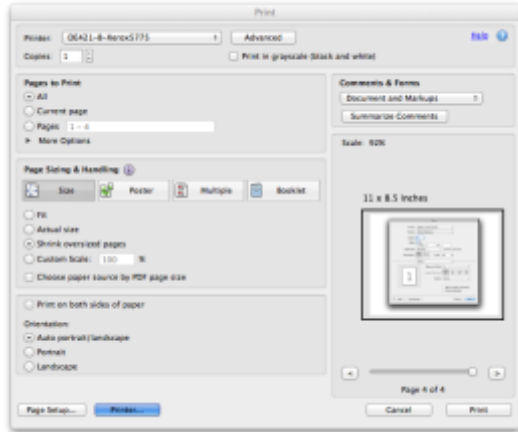 Print
Printer: 06421-B-Xerox5775 Advanced Help
Copies: 1 Print in grayscale (black and white)
Pages to Print
All
Current page
Pages 1 - 4
More Options
Comments & Forms
Document and Markups
Summarize Comments
Page Sizing & Handling
Size Poster Multiple Booklet
Fit
Actual size
Shrink oversized pages
Custom Scale: 100 %
Choose paper source by PDF page size
Print on both sides of paper
Orientation:
Auto portrait/landscape
Portrait
Landscape
Scale: 92%
11 x 8.5 Inches
< >
Page 4 of 4
Page Setup... Printer... Cancel Print